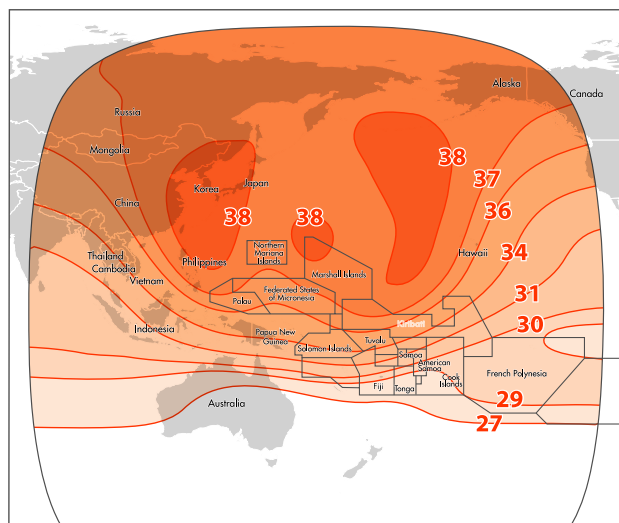 Alaska
Canada
Russia
Mongolia
38
37
Korea
Japan
China
38
38
36
Northern
Mariana
Islands
Hawaii
34
Thailand
Cambodia
Philippines
Marshall Islands
Vietnam
Federated States
of Micronesia
Palau
31
Kiribati
30
Indonesia
Papua New
Guinea
Solomon Islands
Tuvalu
Samoa
American
Samoa
Cook
Islands
French Polynesia
Fiji
Tonga
29
Australia
27